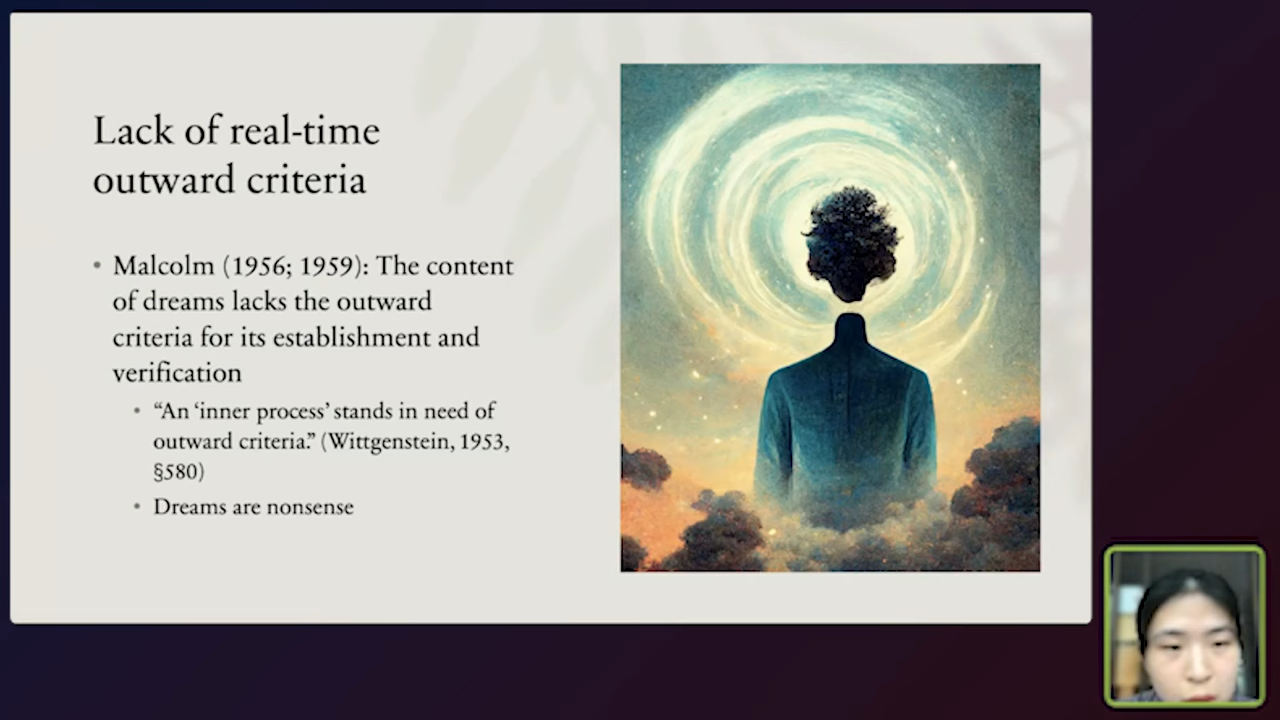 Lack of real-time
outward criteria
• Malcolm (1956; 1959): The content
of dreams lacks the outward
criteria for its establishment and
verification
• “An ‘inner process’ stands in need of
outward criteria.” (Wittgenstein, 1953,
§580)
• Dreams are nonsense